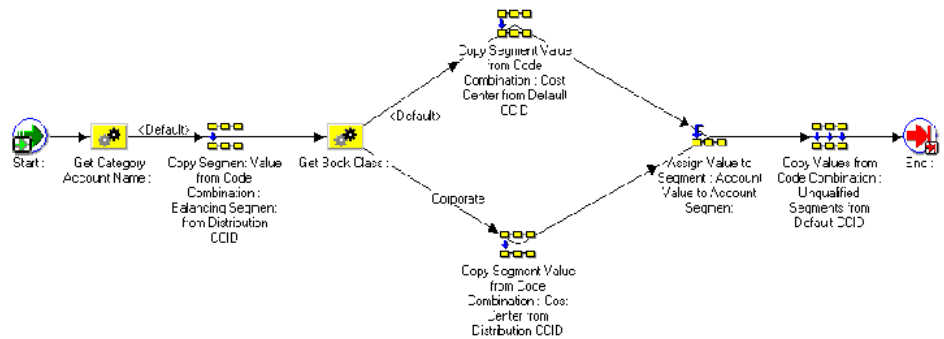 Copy Segment Value
from Code
Combination : Cost
Center from Default
CCID
<Default>
<Default>
Start :
Get Category
Account Name :
Copy Segment Value
from Code
Combination :
Balancing Segment
from Distribution
CCID
Get Book Class :
Assign Value to
Segment : Account
Value to Account
Segment
Copy Values from
Code Combination :
Unqualified
Segments from
Default CCID
End :
Corporate
Copy Segment Value
from Code
Combination : Cost
Center from
Distribution CCID